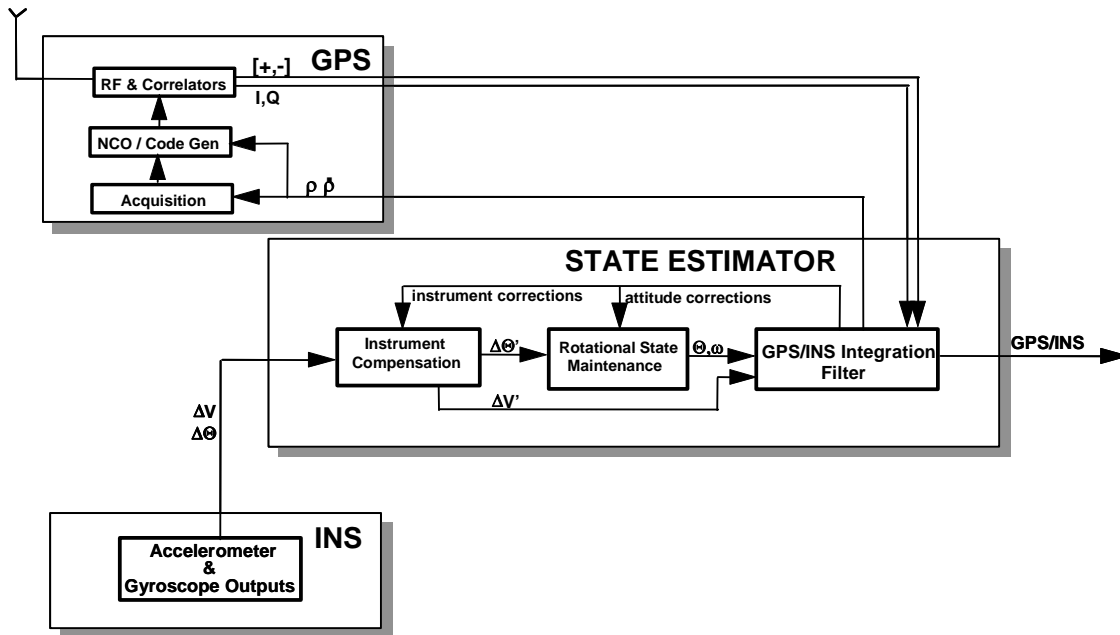 GPS
[+,-]
RF & Correlators
I,Q
NCO / Code Gen
ρ ρ̇
Acquisition
STATE ESTIMATOR
instrument corrections
attitude corrections
Instrument
Compensation
ΔΘ’
Rotational State
Maintenance
Θ,ω
GPS/INS Integration
Filter
GPS/INS
ΔV’
ΔV
ΔΘ
INS
Accelerometer
&
Gyroscope Outputs